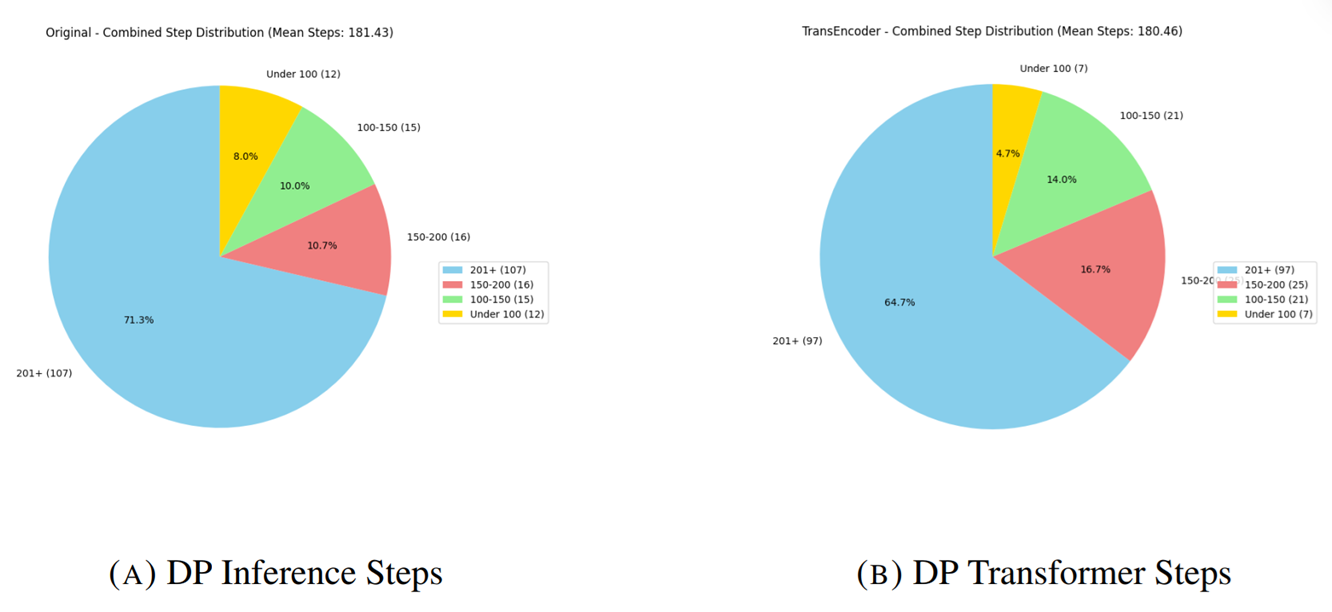 Original - Combined Step Distribution (Mean Steps: 181.43)
Under 100 (12)
100-150 (15)
8.0%
10.0%
150-200 (16)
10.7%
201+ (107)
150-200 (16)
100-150 (15)
Under 100 (12)
71.3%
201+ (107)
(A) DP Inference Steps
TransEncoder - Combined Step Distribution (Mean Steps: 180.46)
Under 100 (7)
100-150 (21)
4.7%
14.0%
16.7%
150-200
201+ (97)
150-200 (25)
100-150 (21)
Under 100 (7)
64.7%
201+ (97)
(B) DP Transformer Steps